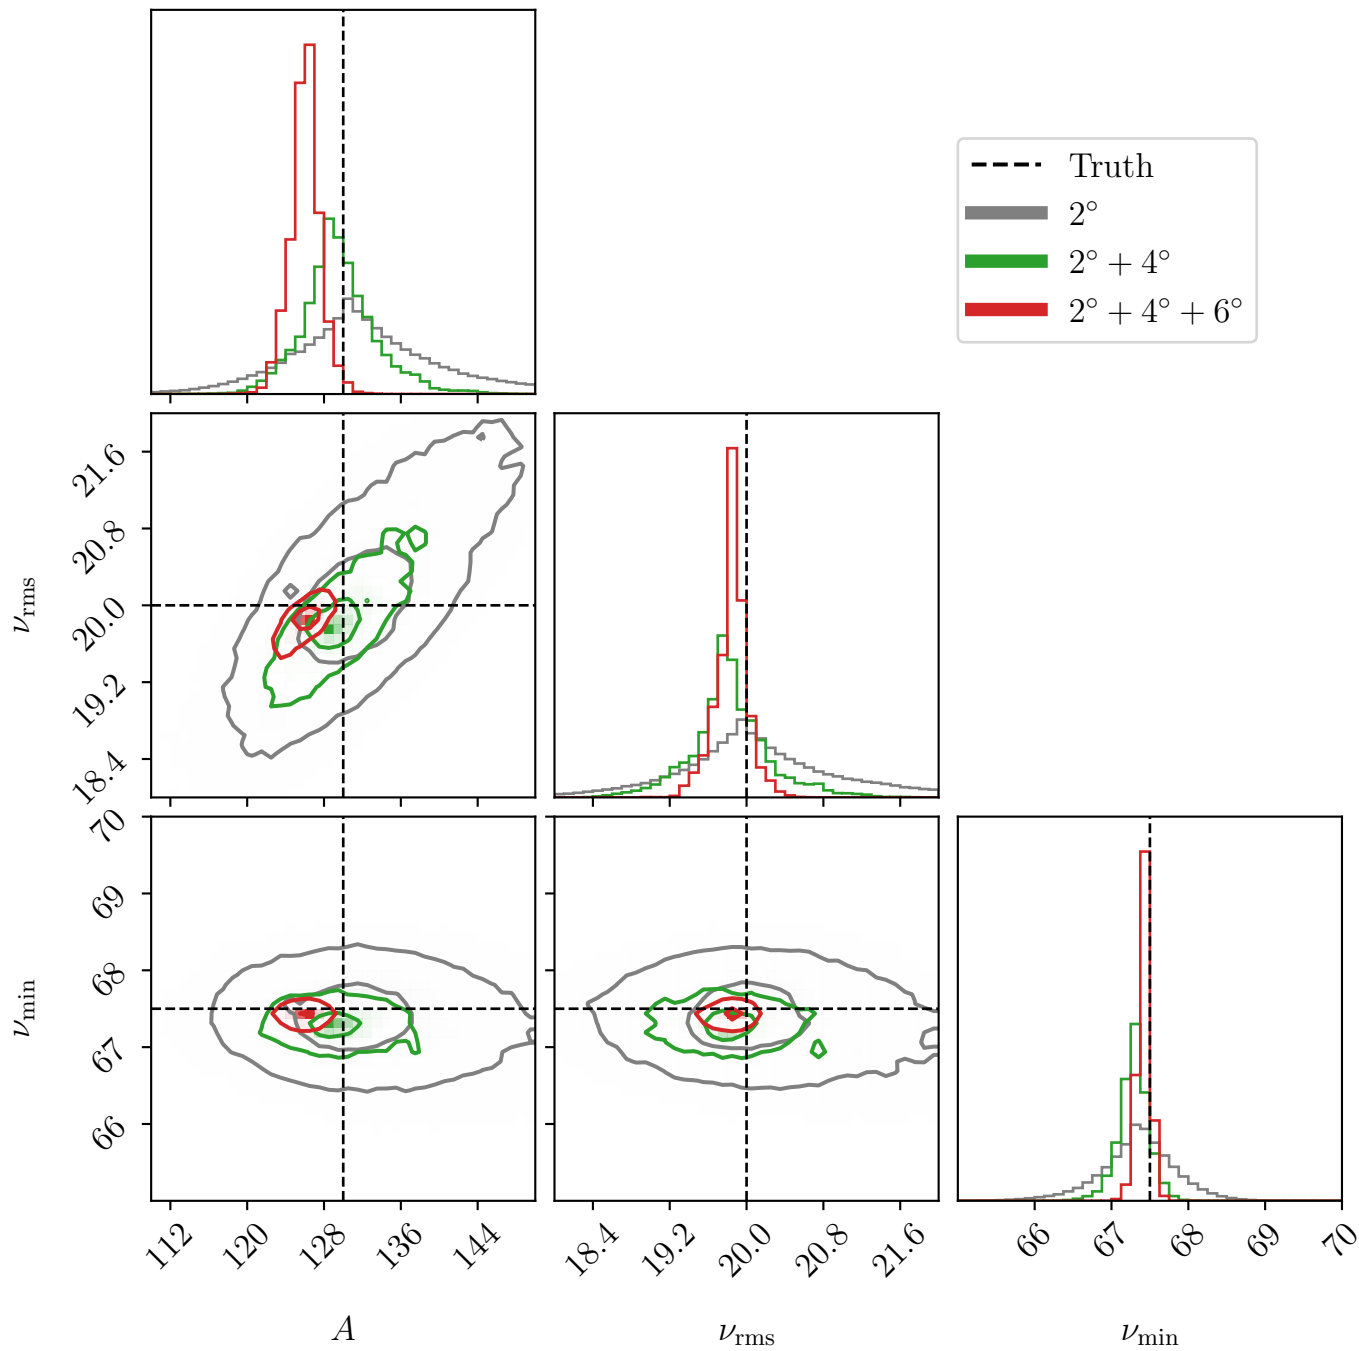 Truth
2°
2° + 4°
2° + 4° + 6°
21.6
20.8
20.0
19.2
18.4
ν_rms
70
69
68
67
66
ν_min
112 120 128 136 144
18.4 19.2 20.0 20.8 21.6
66 67 68 69 70
A ν_rms ν_min